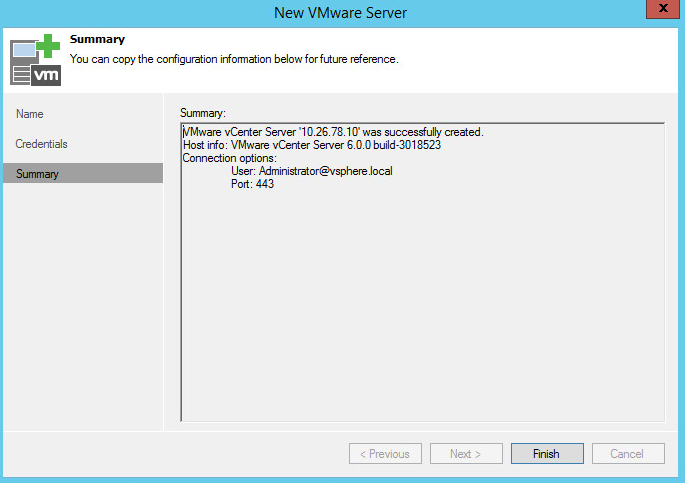 New VMware Server
x
Summary
You can copy the configuration information below for future reference.
vm
Name
Credentials
Summary
Summary:
VMware vCenter Server '10.26.78.10' was successfully created.
Host info: VMware vCenter Server 6.0.0 build-3018523
Connection options:
User: Administrator@vsphere.local
Port: 443
< Previous
Next >
Finish
Cancel